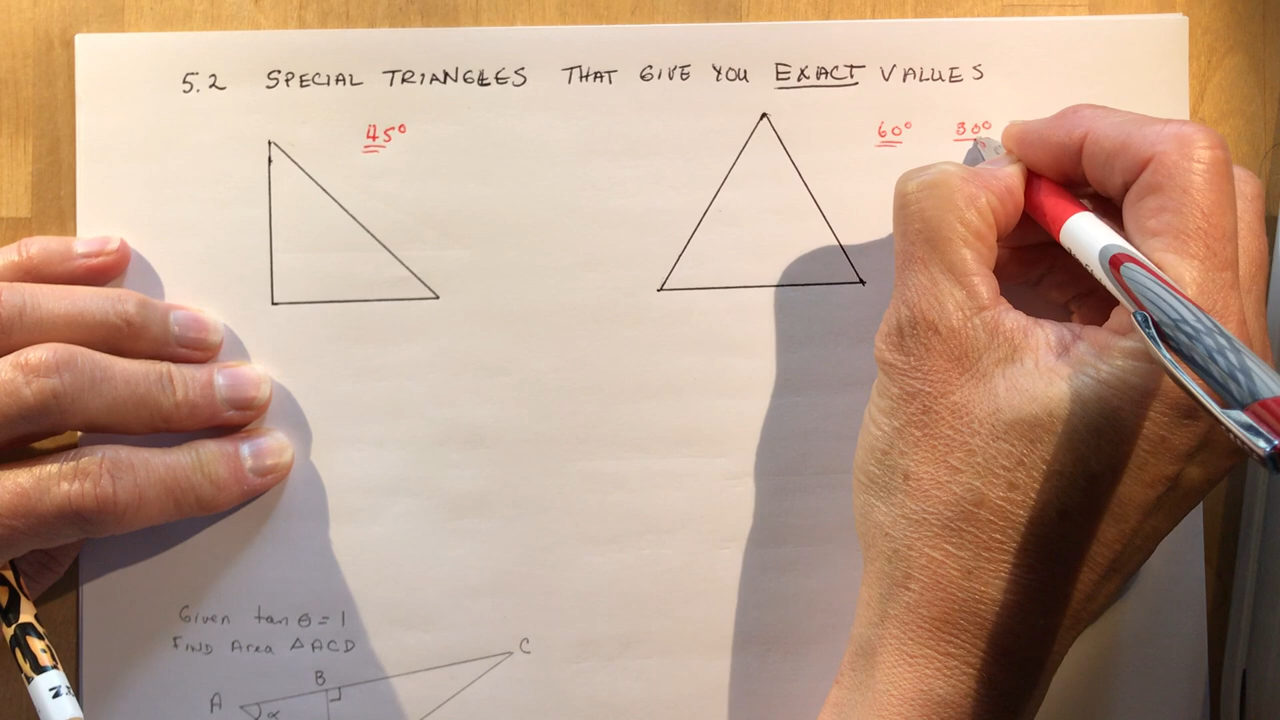 5.2 SPECIAL TRIANGLES THAT GIVE YOU EXACT VALUES
45°
60° 30°
Given tan θ = 1
FIND Area △ACD
C
B
A
α